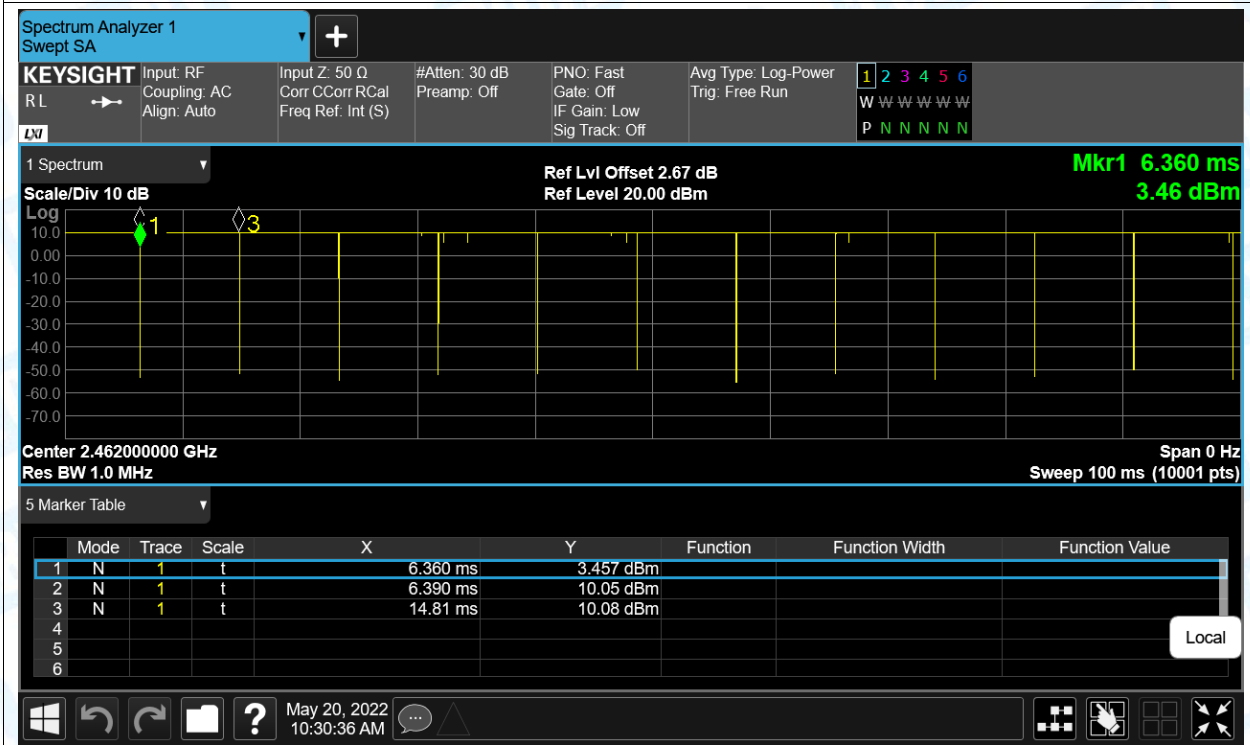 Spectrum Analyzer 1
Swept SA
+
KEYSIGHT Input: RF Input Z: 50 Ω #Atten: 30 dB PNO: Fast Avg Type: Log-Power 1 2 3 4 5 6
RL Coupling: AC Corr CCorr RCal Preamp: Off Gate: Off Trig: Free Run W W W W W W
Align: Auto Freq Ref: Int (S) IF Gain: Low P N N N N N
LXI Sig Track: Off
1 Spectrum
Ref Lvl Offset 2.67 dB Mkr1 6.360 ms
Scale/Div 10 dB Ref Level 20.00 dBm 3.46 dBm
Log
1 3
10.0
0.00
-10.0
-20.0
-30.0
-40.0
-50.0
-60.0
-70.0
Center 2.462000000 GHz Span 0 Hz
Res BW 1.0 MHz Sweep 100 ms (10001 pts)
5 Marker Table
Mode Trace Scale X Y Function Function Width Function Value
1 N 1 t 6.360 ms 3.457 dBm
2 N 1 t 6.390 ms 10.05 dBm
3 N 1 t 14.81 ms 10.08 dBm
4
5
6
Local
? May 20, 2022
10:30:36 AM